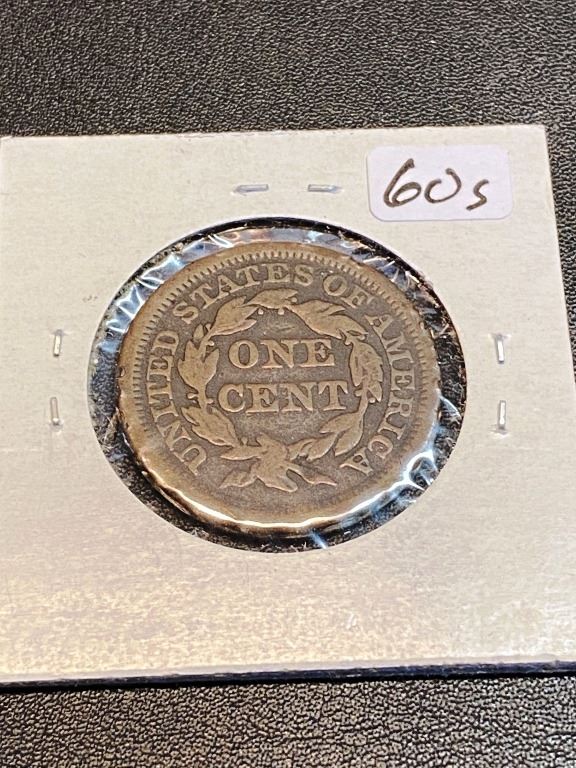 60s
UNITED STATES OF AMERICA
ONE
CENT